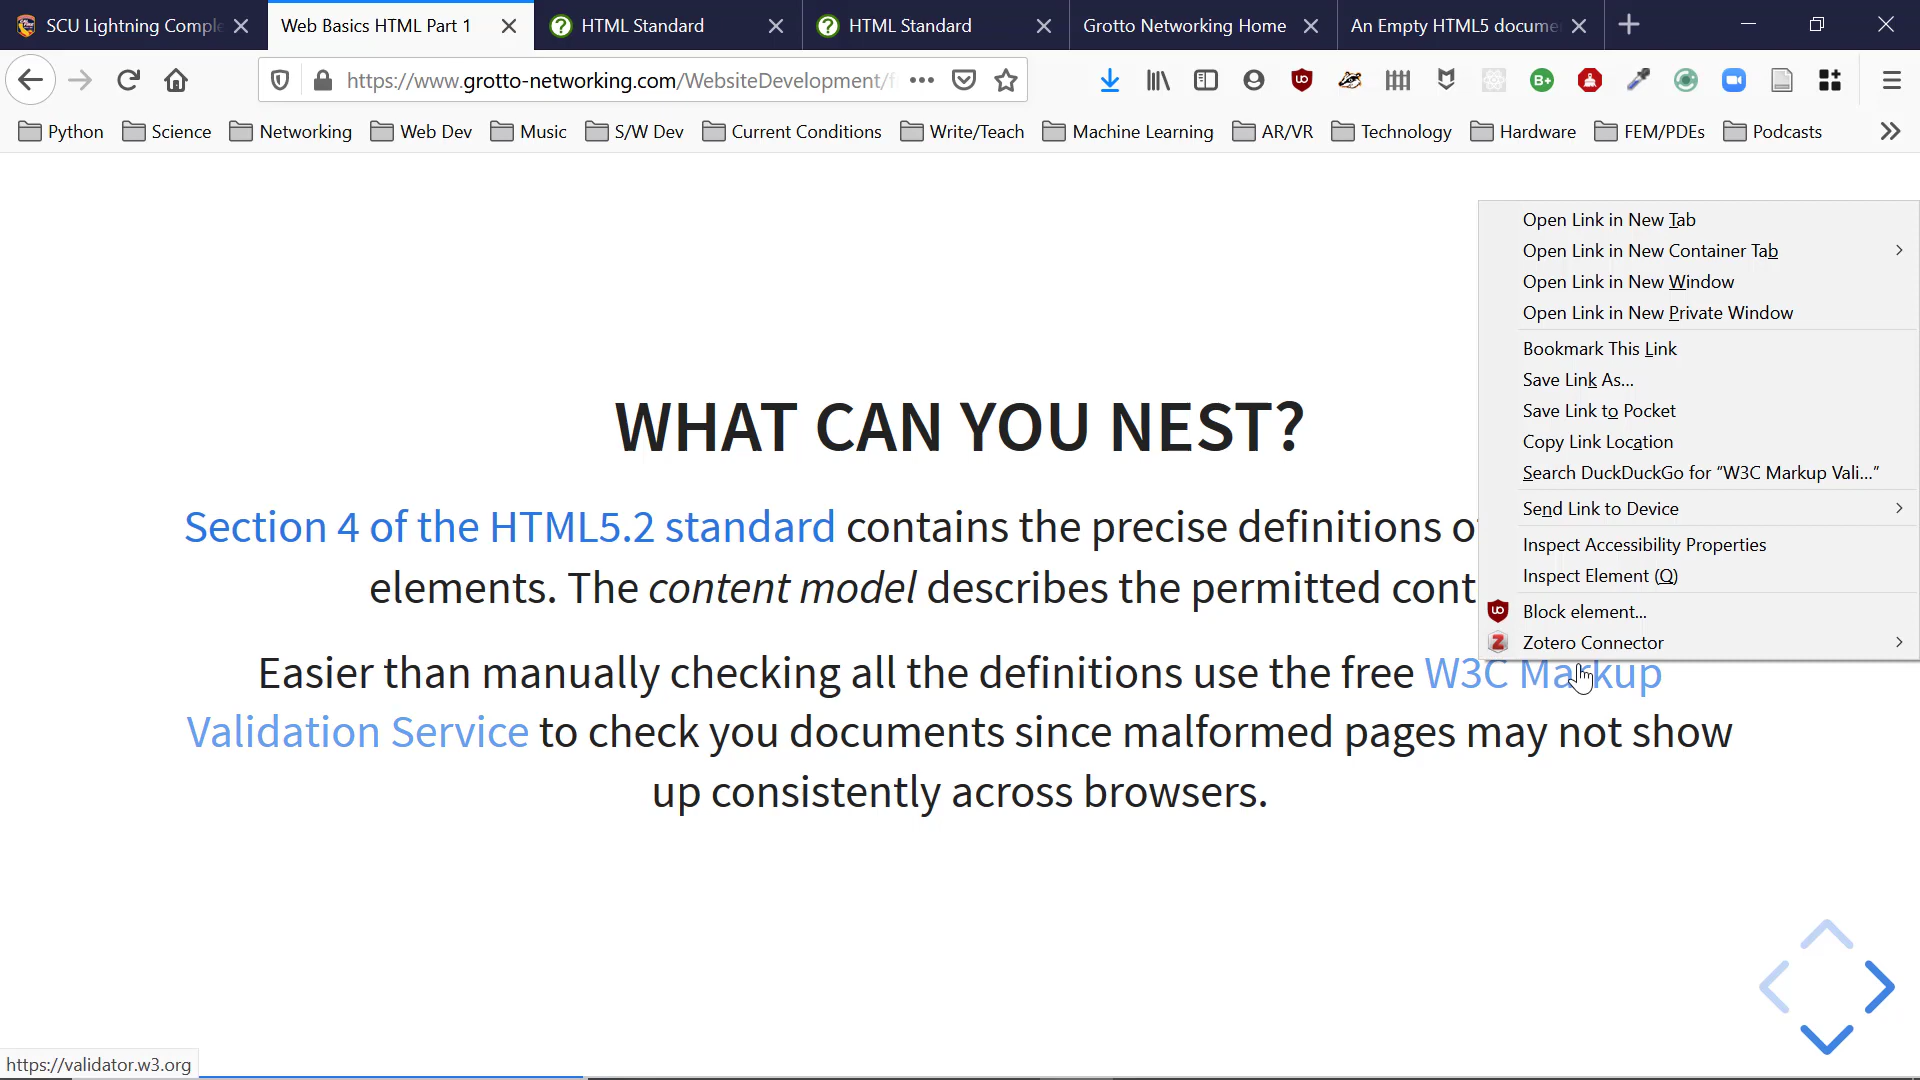 SCU Lightning Comple
Web Basics HTML Part 1
HTML Standard
HTML Standard
Grotto Networking Home
An Empty HTML5 docume
https://www.grotto-networking.com/WebsiteDevelopment/f
Python
Science
Networking
Web Dev
Music
S/W Dev
Current Conditions
Write/Teach
Machine Learning
AR/VR
Technology
Hardware
FEM/PDEs
Podcasts
Open Link in New Tab
Open Link in New Container Tab
Open Link in New Window
Open Link in New Private Window
Bookmark This Link
Save Link As...
Save Link to Pocket
Copy Link Location
Search DuckDuckGo for “W3C Markup Vali...”
Send Link to Device
Inspect Accessibility Properties
Inspect Element (Q)
Block element...
Zotero Connector
WHAT CAN YOU NEST?
Section 4 of the HTML5.2 standard contains the precise definitions
elements. The content model describes the permitted
Easier than manually checking all the definitions use the free W3C Markup
Validation Service to check you documents since malformed pages may not show
up consistently across browsers.
https://validator.w3.org